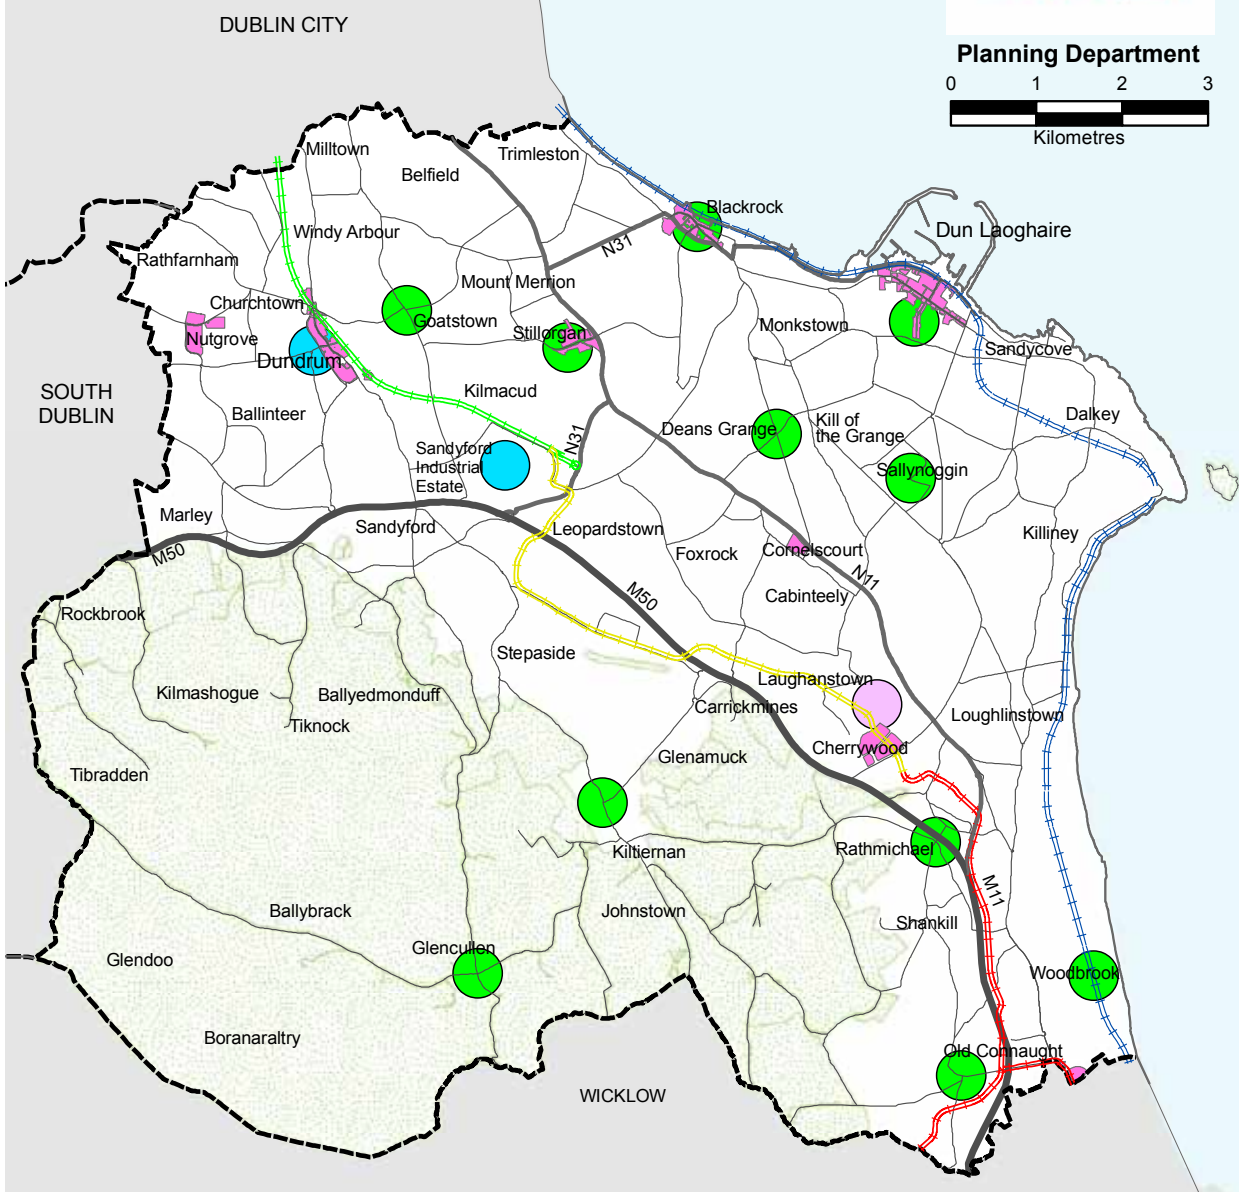 DUBLIN CITY
Planning Department
0 1 2 3
Kilometres
Milltown
Trimleston
Belfield
Blackrock
Windy Arbour
N31
Dun Laoghaire
Rathfarnham
Mount Merrion
Churchtown
Goatstown
Stillorgan
Monkstown
Nutgrove
Sandycove
Dundrum
SOUTH
DUBLIN
Kilmacud
Ballinteer
Dalkey
Deans Grange
Kill of
the Grange
N31
Sandyford
Industrial
Estate
Sallynoggin
Marley
Sandyford
Leopardstown
Killiney
M50
Foxrock
Cornelscourt
N11
M50
Cabinteely
Rockbrook
Stepaside
Laughanstown
Kilmashogue
Ballyedmonduff
Carrickmines
Loughlinstown
Tiknock
Cherrywood
Glenamuck
Tibradden
Kiltiernan
Rathmichael
M11
Ballybrack
Johnstown
Shankill
Glencullen
Glendoo
Woodbrook
Boranaraltry
Old Connaught
WICKLOW